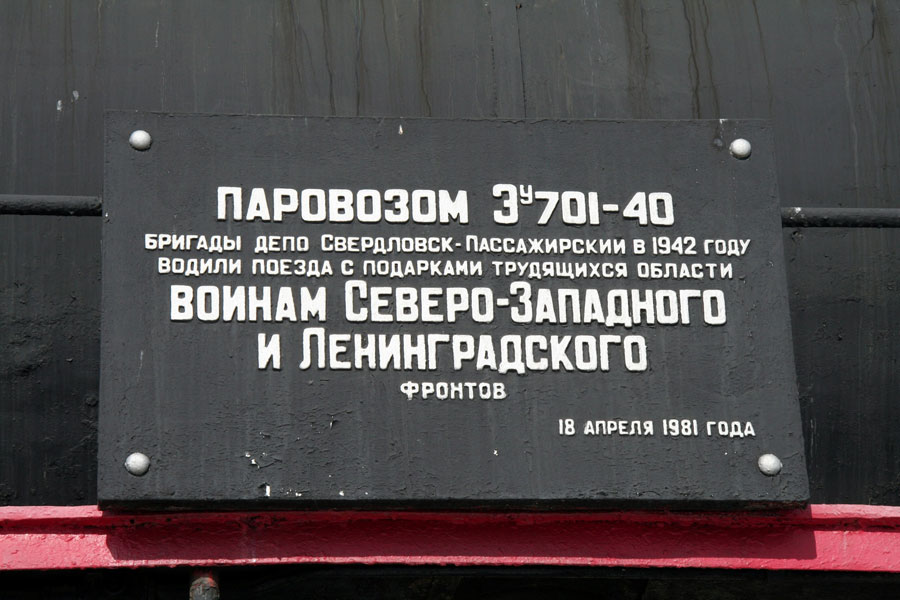 ПАРОВОЗОМ Эу701-40
БРИГАДЫ ДЕПО СВЕРДЛОВСК-ПАССАЖИРСКИЙ В 1942 ГОДУ
ВОДИЛИ ПОЕЗДА С ПОДАРКАМИ ТРУДЯЩИХСЯ ОБЛАСТИ
ВОИНАМ СЕВЕРО-ЗАПАДНОГО
И ЛЕНИНГРАДСКОГО
ФРОНТОВ
18 АПРЕЛЯ 1981 ГОДА